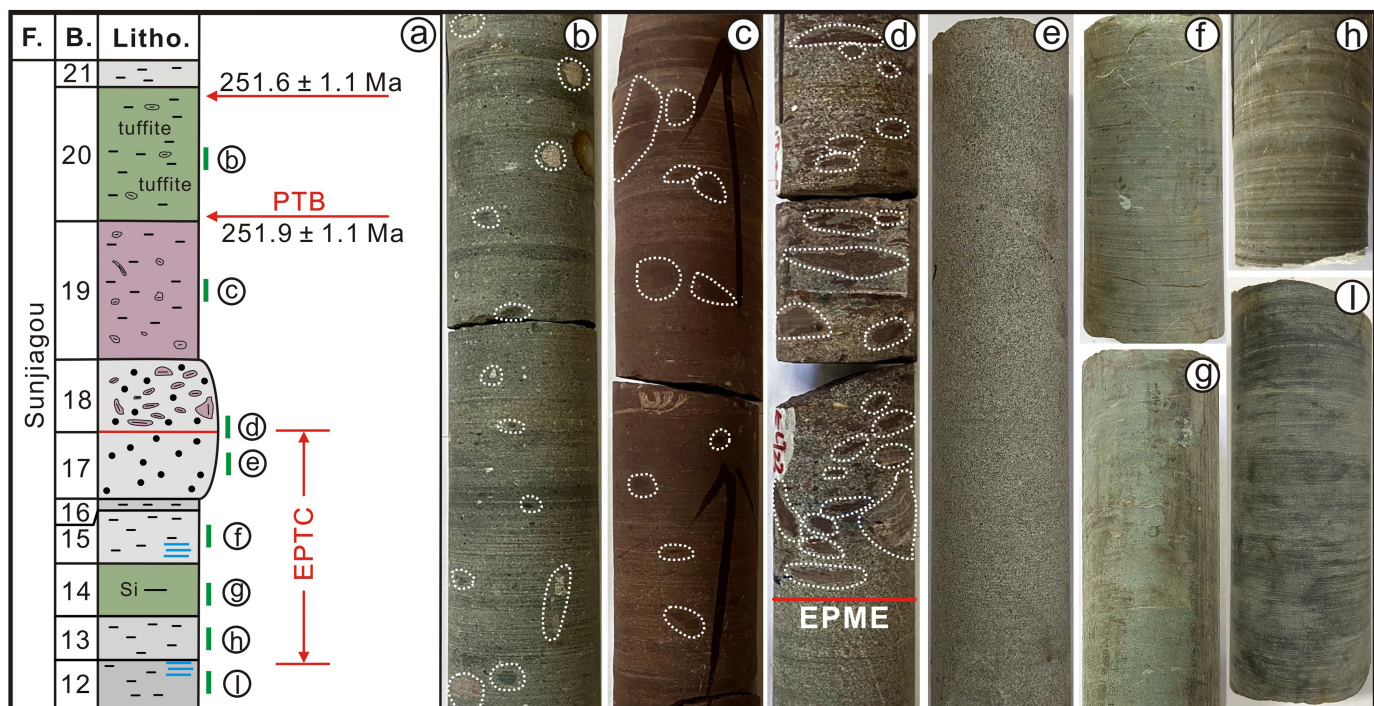 F. B. Litho. a
21
251.6 ± 1.1 Ma
tuffite
20
b
tuffite
PTB
251.9 ± 1.1 Ma
19
c
Sunjiagou
18
d
17
e
EPTC
16
15
f
14
Si
g
13
h
12
l
b
c
d
EPME
e
f
g
h
l